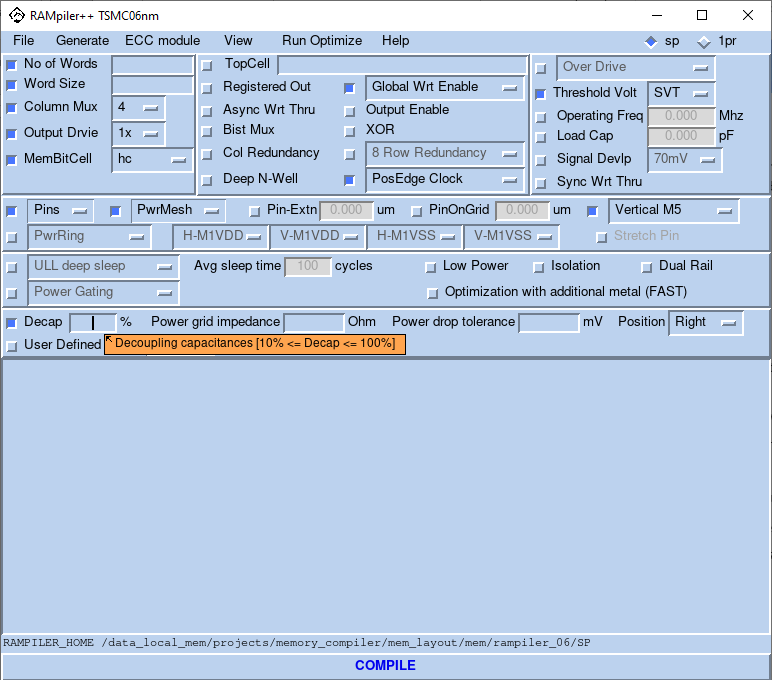 RAMpiler++ TSMC06nm
File Generate ECC module View Run Optimize Help sp 1pr
No of Words
Word Size
Column Mux 4
Output Drvie 1x
MemBitCell hc
TopCell
Registered Out Global Wrt Enable
Async Wrt Thru Output Enable
Bist Mux XOR
Col Redundancy 8 Row Redundancy
Deep N-Well PosEdge Clock
Over Drive
Threshold Volt SVT
Operating Freq 0.000 Mhz
Load Cap 0.000 pF
Signal Devlp 70mV
Sync Wrt Thru
Pins PwrMesh Pin-Extn 0.000 um PinOnGrid 0.000 um Vertical M5
PwrRing H-M1VDD V-M1VDD H-M1VSS V-M1VSS Stretch Pin
ULL deep sleep Avg sleep time 100 cycles Low Power Isolation Dual Rail
Power Gating Optimization with additional metal (FAST)
Decap % Power grid impedance Ohm Power drop tolerance mV Position Right
User Defined Decoupling capacitances [10% <= Decap <= 100%]
RAMPILER_HOME /data_local_mem/projects/memory_compiler/mem_layout/mem/rampiler_06/SP
COMPILE